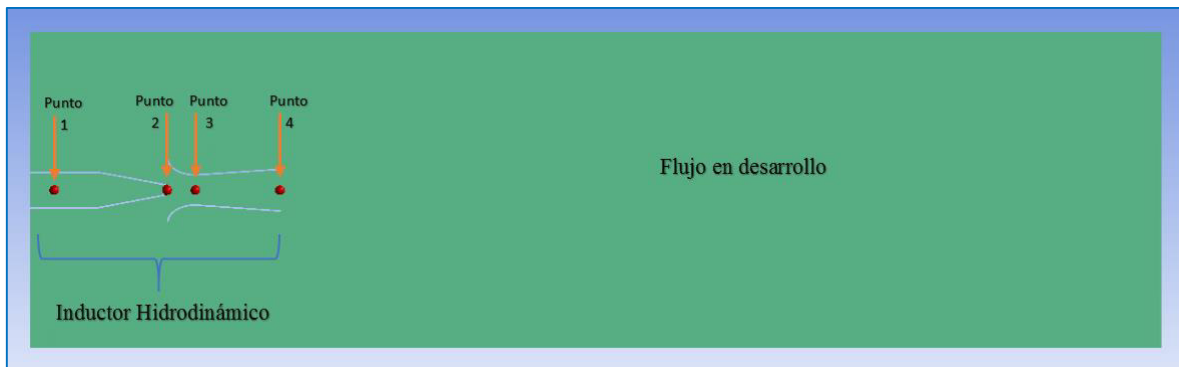 Punto Punto Punto Punto
1 2 3 4
Flujo en desarrollo
Inductor Hidrodinámico